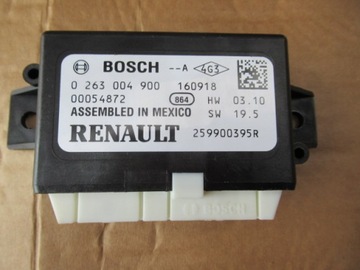 BOSCH --A 4G3
0 263 004 900 160918
00054872 864 HW 03.10
ASSEMBLED IN MEXICO SW 19.5
RENAULT 259900395R
BOSCH